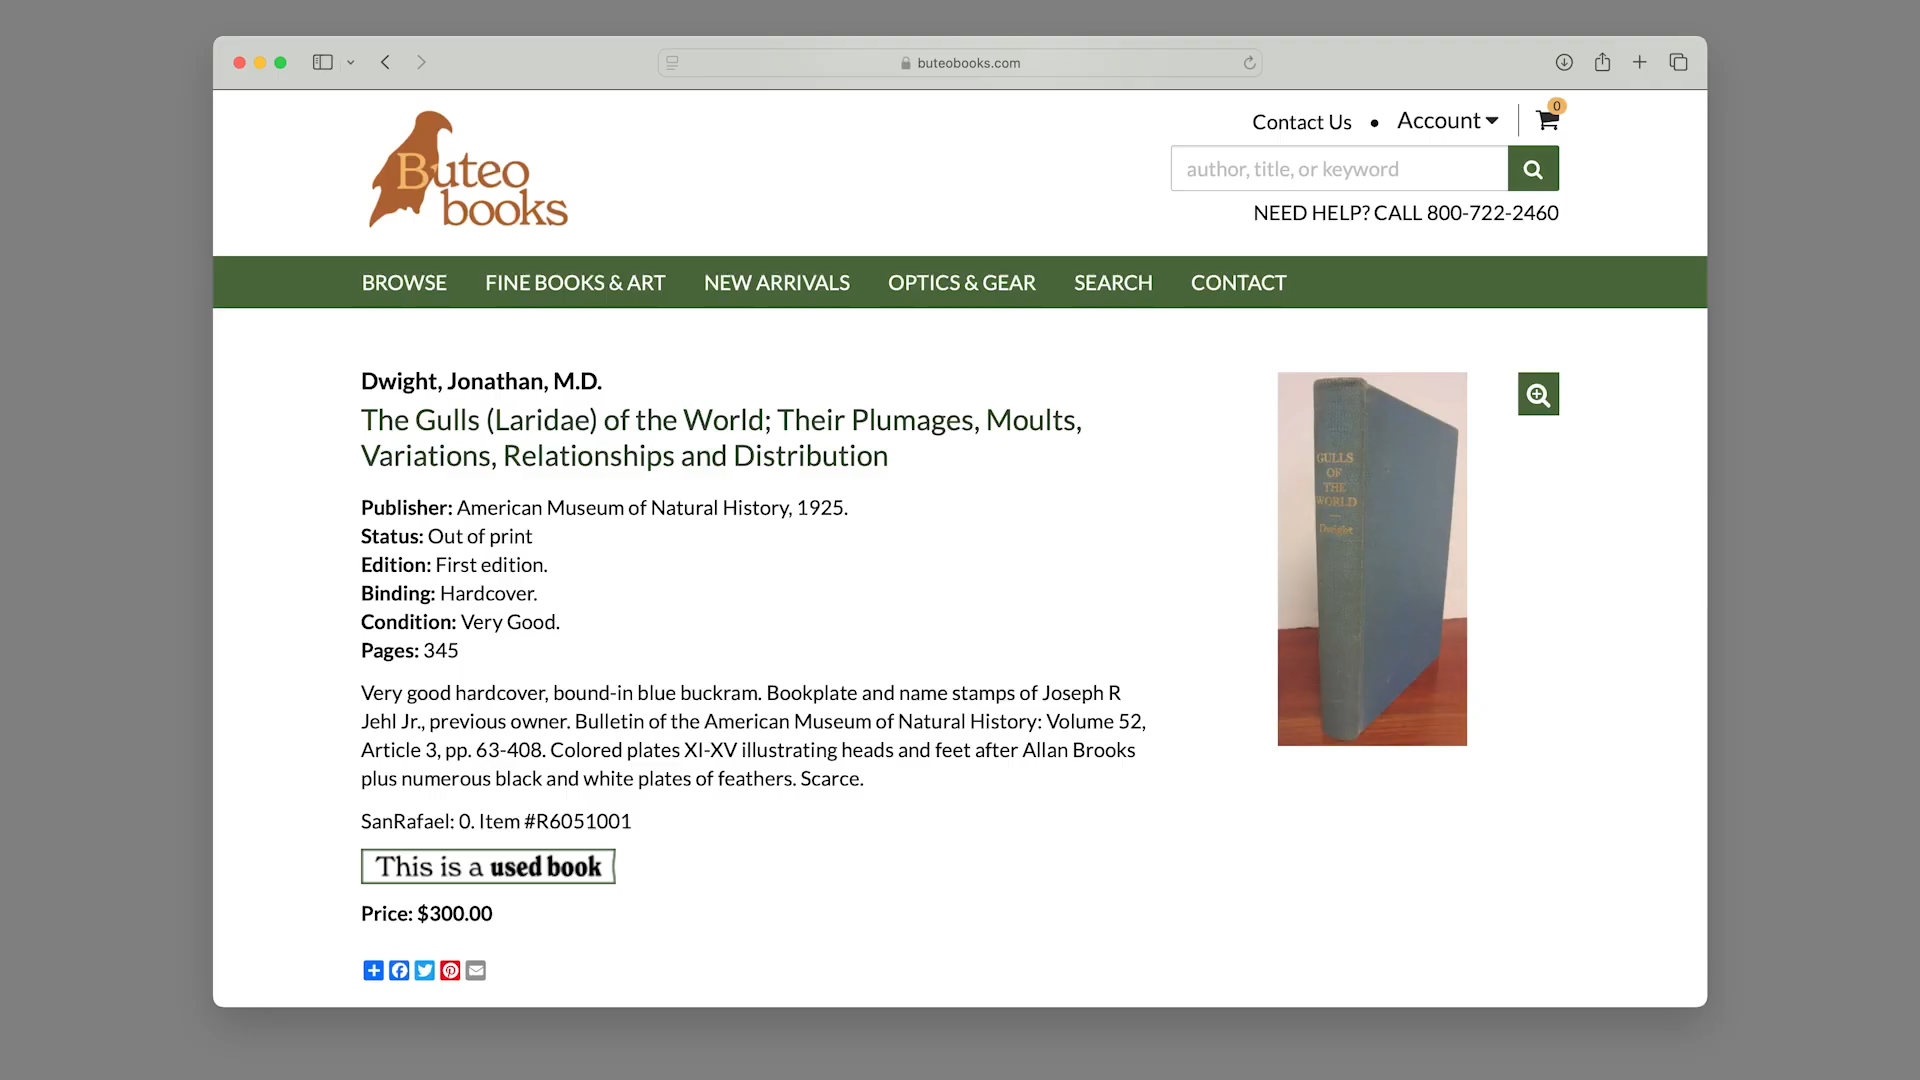 buteobooks.com
Buteo
books
Contact Us • Account
0
author, title, or keyword
NEED HELP? CALL 800-722-2460
BROWSE FINE BOOKS & ART NEW ARRIVALS OPTICS & GEAR SEARCH CONTACT
Dwight, Jonathan, M.D.
The Gulls (Laridae) of the World; Their Plumages, Moults,
Variations, Relationships and Distribution
Publisher: American Museum of Natural History, 1925.
Status: Out of print
Edition: First edition.
Binding: Hardcover.
Condition: Very Good.
Pages: 345
Very good hardcover, bound-in blue buckram. Bookplate and name stamps of Joseph R
Jehl Jr., previous owner. Bulletin of the American Museum of Natural History: Volume 52,
Article 3, pp. 63-408. Colored plates XI-XV illustrating heads and feet after Allan Brooks
plus numerous black and white plates of feathers. Scarce.
SanRafael: 0. Item #R6051001
This is a used book
Price: $300.00
GULLS
OF
THE
WORLD
Dwight